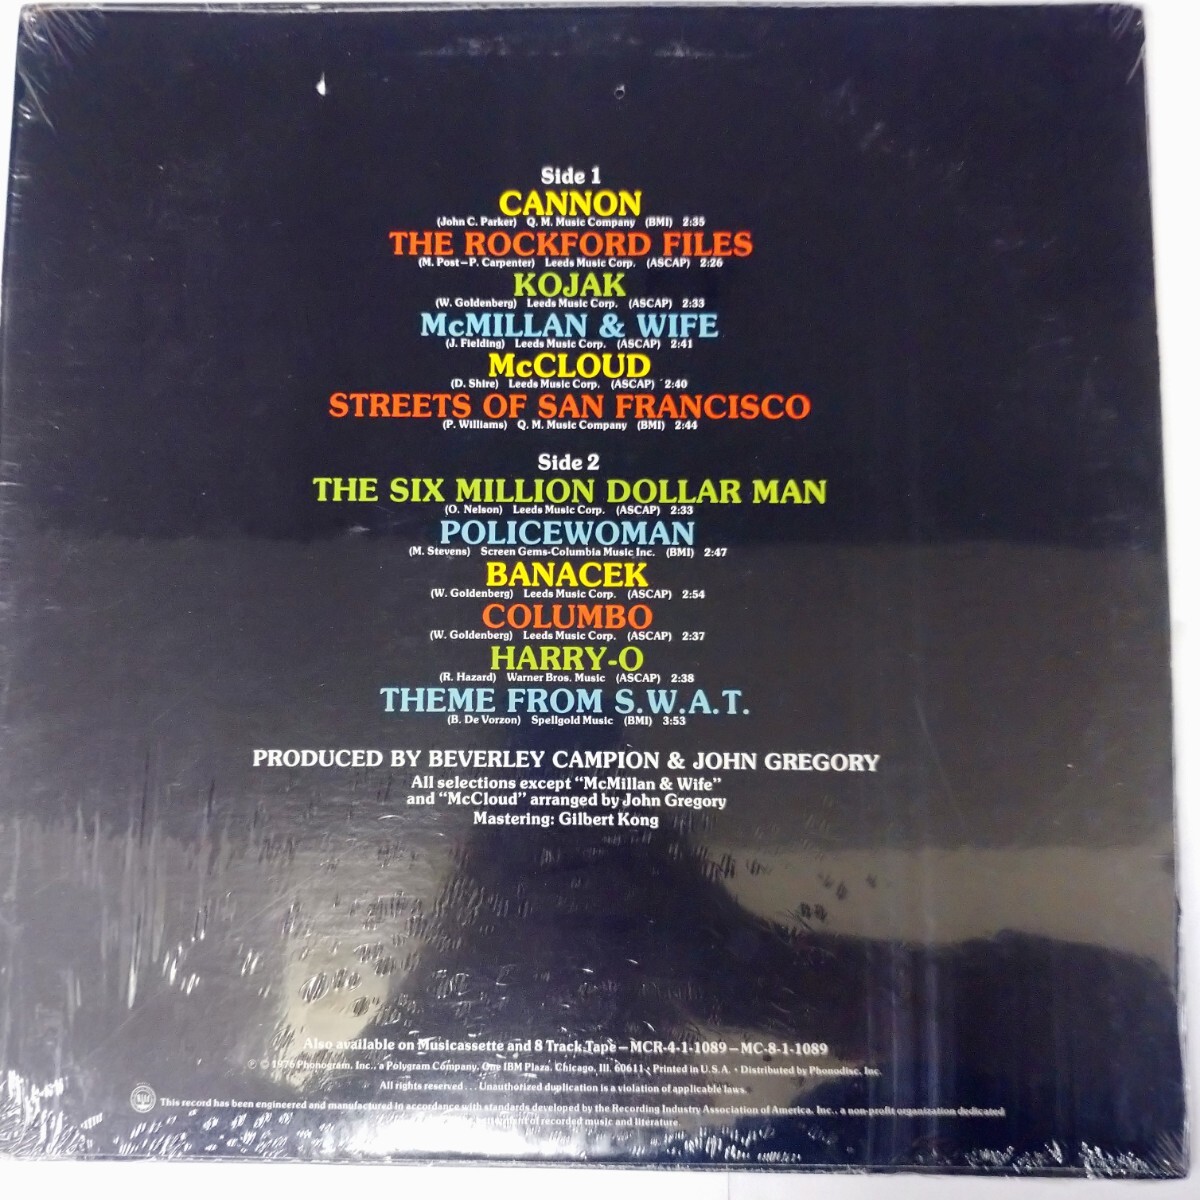 Side 1
CANNON
(John C. Parker) Q. M. Music Company (BMI) 2:35
THE ROCKFORD FILES
(M. Post-P. Carpenter) Leeds Music Corp. (ASCAP) 2:26
KOJAK
(W. Goldenberg) Leeds Music Corp. (ASCAP) 2:33
McMILLAN & WIFE
(J. Fielding) Leeds Music Corp. (ASCAP) 2:41
McCLOUD
(D. Shire) Leeds Music Corp. (ASCAP) 2:40
STREETS OF SAN FRANCISCO
(P. Williams) Q. M. Music Company (BMI) 2:44
Side 2
THE SIX MILLION DOLLAR MAN
(O. Nelson) Leeds Music Corp. (ASCAP) 2:33
POLICEWOMAN
(M. Stevens) Screen Gems-Columbia Music Inc. (BMI) 2:47
BANACEK
(W. Goldenberg) Leeds Music Corp. (ASCAP) 2:54
COLUMBO
(W. Goldenberg) Leeds Music Corp. (ASCAP) 2:37
HARRY-O
(R. Hazard) Warner Bros. Music (ASCAP) 2:38
THEME FROM S.W.A.T.
(B. De Vorzon) Spellgold Music (BMI) 3:53
PRODUCED BY BEVERLEY CAMPION & JOHN GREGORY
All selections except "McMillan & Wife"
and "McCloud" arranged by John Gregory
Mastering: Gilbert Kong
Also available on Musicassette and 8 Track Tape – MCR-4-1-1089 – MC-8-1-1089
℗ © 1976 Phonogram, Inc., a Polygram Company, One IBM Plaza, Chicago, Ill. 60611 • Printed in U.S.A. • Distributed by Phonodisc, Inc.
All rights reserved . . . Unauthorized duplication is a violation of applicable laws.
This record has been engineered and manufactured in accordance with standards developed by the Recording Industry Association of America, Inc., a non-profit organization dedicated
of recorded music and literature.